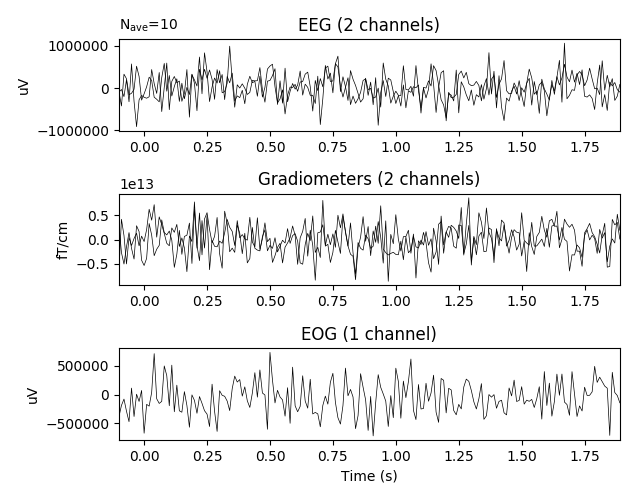 Nave=10
EEG (2 channels)
1000000
0
−1000000
uV
0.00 0.25 0.50 0.75 1.00 1.25 1.50 1.75
1e13
Gradiometers (2 channels)
0.5
0.0
−0.5
fT/cm
0.00 0.25 0.50 0.75 1.00 1.25 1.50 1.75
EOG (1 channel)
500000
0
−500000
uV
0.00 0.25 0.50 0.75 1.00 1.25 1.50 1.75
Time (s)